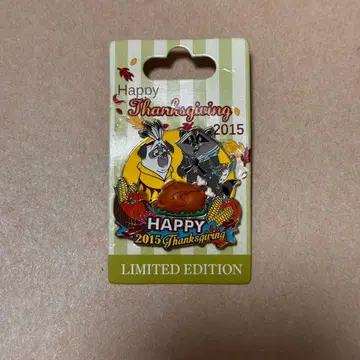 Happy
Thanksgiving
2015
HAPPY
2015 Thanksgiving
LIMITED EDITION